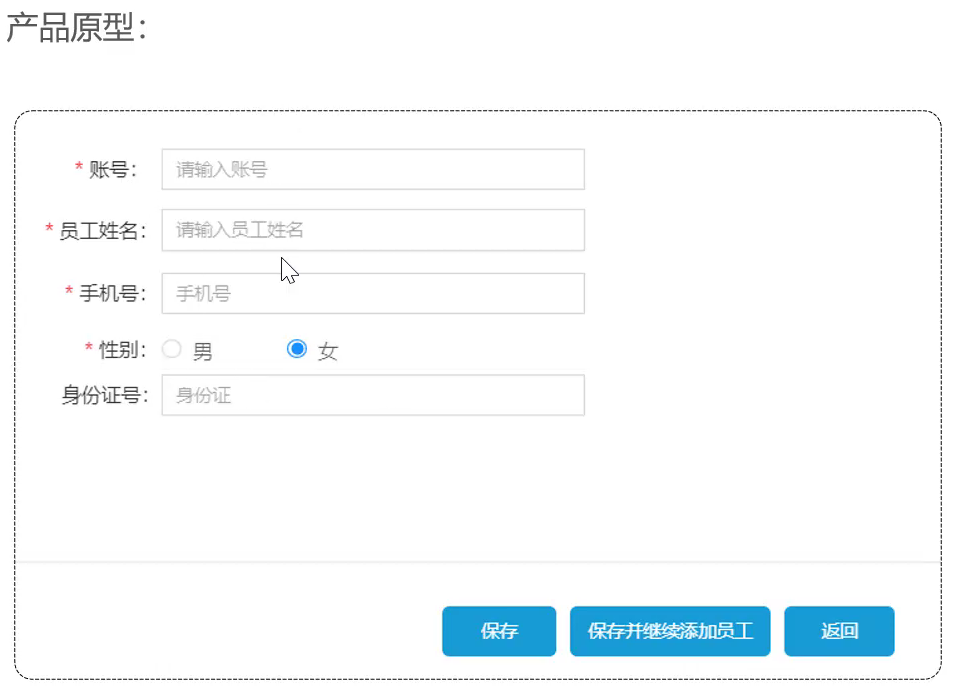 产品原型：
* 账号： 请输入账号
* 员工姓名： 请输入员工姓名
* 手机号： 手机号
* 性别： 男 女
身份证号： 身份证
保存 保存并继续添加员工 返回